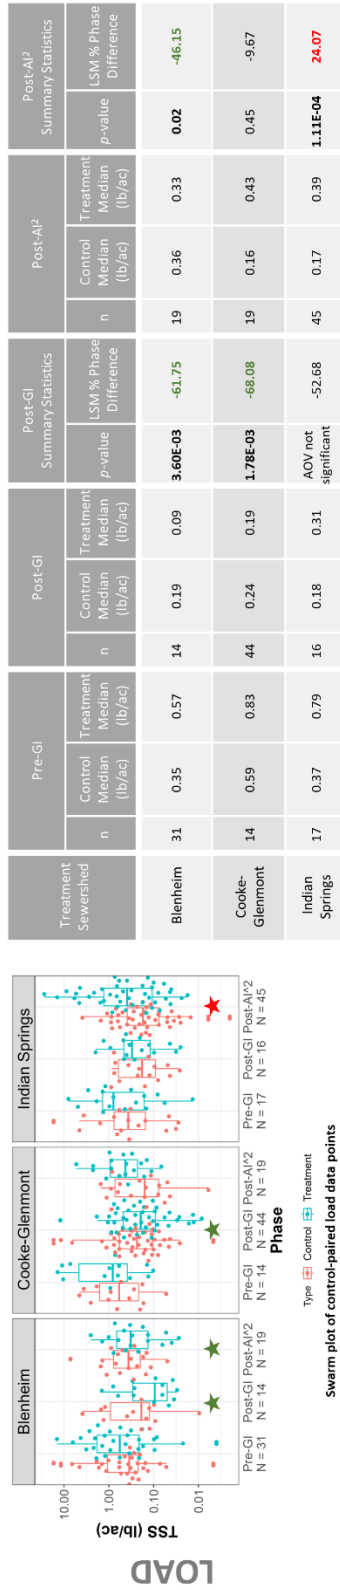 LOAD
TSS (lb/ac)
10.00
1.00
0.10
0.01
Blenheim
Cooke-Glenmont
Indian Springs
Pre-GI Post-GI Post-AI^2
N = 31 N = 14 N = 19
Pre-GI Post-GI Post-AI^2
N = 14 N = 44 N = 19
Pre-GI Post-GI Post-AI^2
N = 17 N = 16 N = 45
Phase
Type Control Treatment
Swarm plot of control-paired load data points
Treatment Sewershed
Pre-GI
Post-GI
Post-GI Summary Statistics
Post-AI²
Post-AI² Summary Statistics
n
Control Median (lb/ac)
Treatment Median (lb/ac)
n
Control Median (lb/ac)
Treatment Median (lb/ac)
p-value
LSM % Phase Difference
n
Control Median (lb/ac)
Treatment Median (lb/ac)
p-value
LSM % Phase Difference
Blenheim 31 0.35 0.57 14 0.19 0.09 3.60E-03 -61.75 19 0.36 0.33 0.02 -46.15
Cooke-Glenmont 14 0.59 0.83 44 0.24 0.19 1.78E-03 -68.08 19 0.16 0.43 0.45 -9.67
Indian Springs 17 0.37 0.79 16 0.18 0.31 AOV not significant -52.68 45 0.17 0.39 1.11E-04 24.07